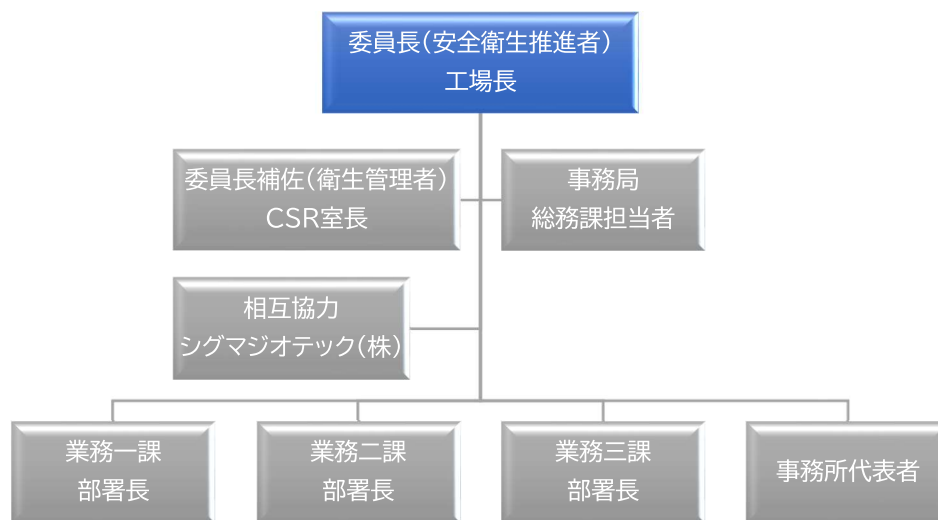 委員長(安全衛生推進者)
工場長
委員長補佐(衛生管理者)
CSR室長
事務局
総務課担当者
相互協力
シグマジオテック(株)
業務一課
部署長
業務二課
部署長
業務三課
部署長
事務所代表者